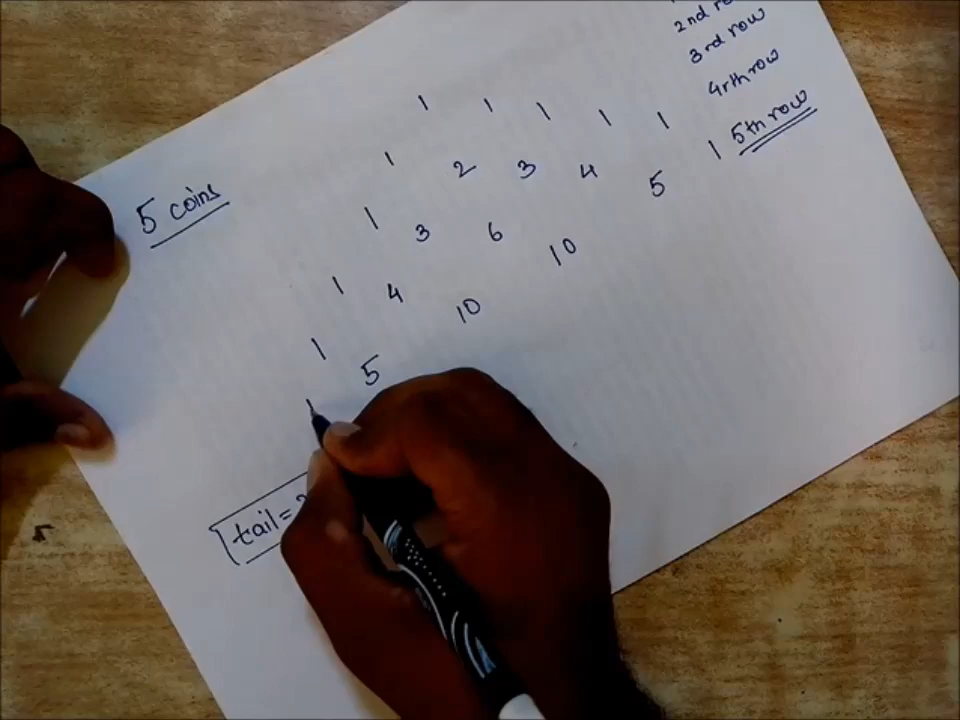 2nd
3rd row
4rth row
5th row
5 coins
1 1 1 1 1
1 2 3 4 5 1
1 3 6 10
1 4 10
1 5
tail =